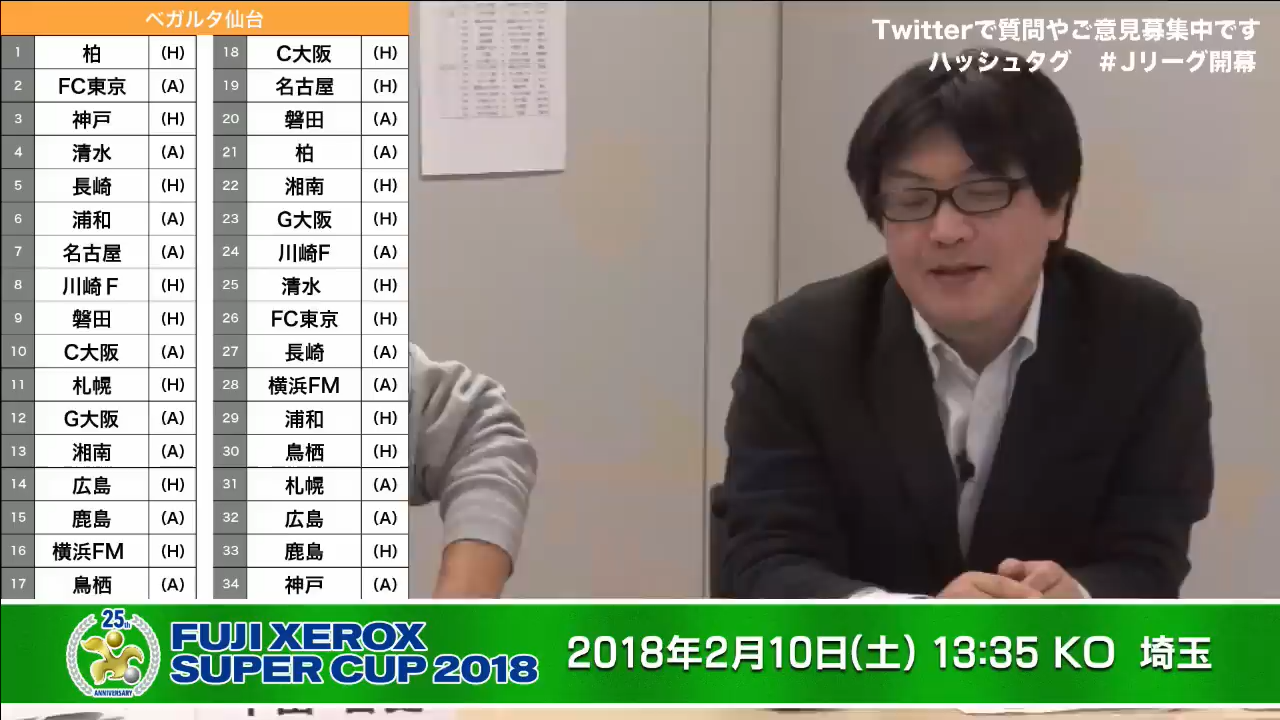 ベガルタ仙台
1 柏 (H)
2 FC東京 (A)
3 神戸 (H)
4 清水 (A)
5 長崎 (H)
6 浦和 (A)
7 名古屋 (A)
8 川崎F (H)
9 磐田 (H)
10 C大阪 (A)
11 札幌 (H)
12 G大阪 (A)
13 湘南 (A)
14 広島 (H)
15 鹿島 (A)
16 横浜FM (H)
17 鳥栖 (A)
18 C大阪 (H)
19 名古屋 (H)
20 磐田 (A)
21 柏 (A)
22 湘南 (H)
23 G大阪 (H)
24 川崎F (A)
25 清水 (H)
26 FC東京 (H)
27 長崎 (A)
28 横浜FM (A)
29 浦和 (H)
30 鳥栖 (H)
31 札幌 (A)
32 広島 (A)
33 鹿島 (H)
34 神戸 (A)
Twitterで質問やご意見募集中です
ハッシュタグ ＃Jリーグ開幕
25th
ANNIVERSARY
FUJI XEROX
SUPER CUP 2018
2018年2月10日(土) 13:35 KO 埼玉